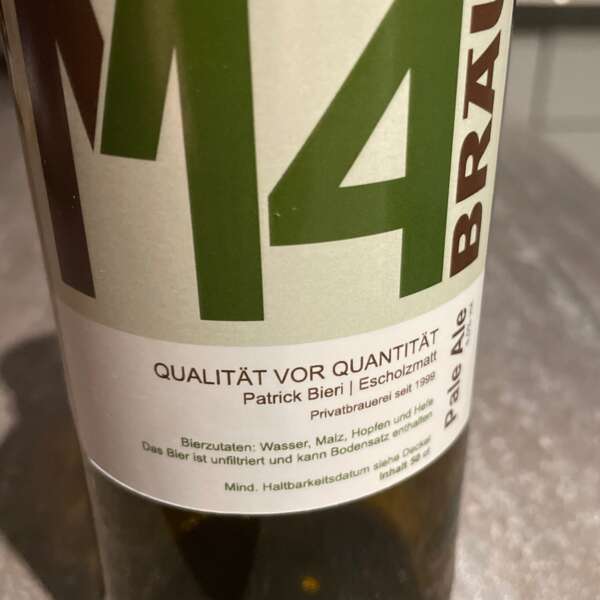 M14
BRÄU
Pale Ale
QUALITÄT VOR QUANTITÄT
Patrick Bieri | Escholzmatt
Privatbrauerei seit 1999
Bierzutaten: Wasser, Malz, Hopfen und Hefe
Das Bier ist unfiltriert und kann Bodensatz enthalten
Mind. Haltbarkeitsdatum siehe Deckel
Inhalt 50 cl